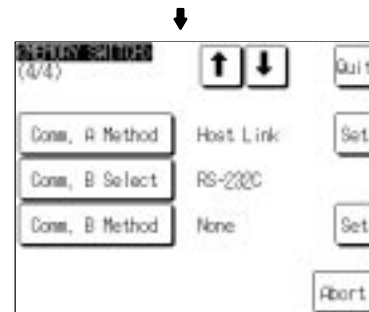 (MEMORY SWITCH)
(4/4)
Quit
Comm. A Method Host Link Set
Comm. B Select RS-232C
Comm. B Method None Set
Abort